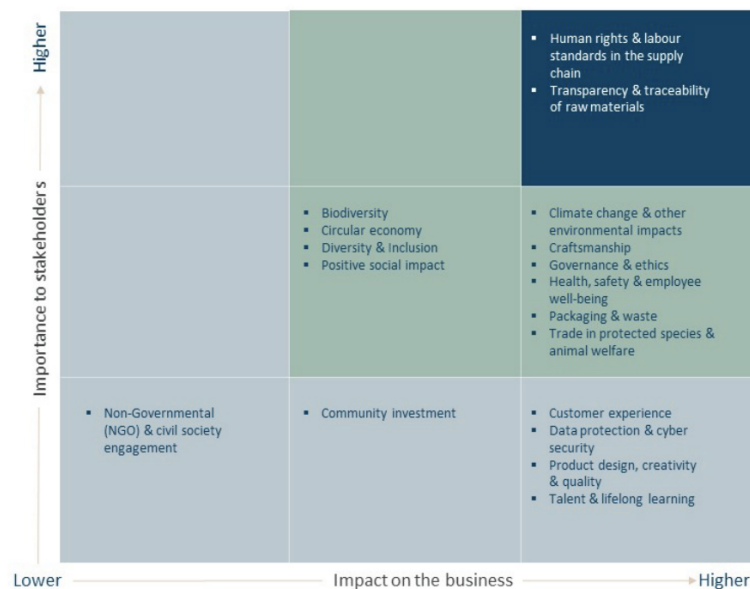 Higher
Importance to stakeholders
▪ Human rights & labour
standards in the supply
chain
▪ Transparency & traceability
of raw materials
▪ Biodiversity
▪ Circular economy
▪ Diversity & Inclusion
▪ Positive social impact
▪ Climate change & other
environmental impacts
▪ Craftsmanship
▪ Governance & ethics
▪ Health, safety & employee
well-being
▪ Packaging & waste
▪ Trade in protected species &
animal welfare
▪ Non-Governmental
(NGO) & civil society
engagement
▪ Community investment
▪ Customer experience
▪ Data protection & cyber
security
▪ Product design, creativity
& quality
▪ Talent & lifelong learning
Lower
Impact on the business
Higher